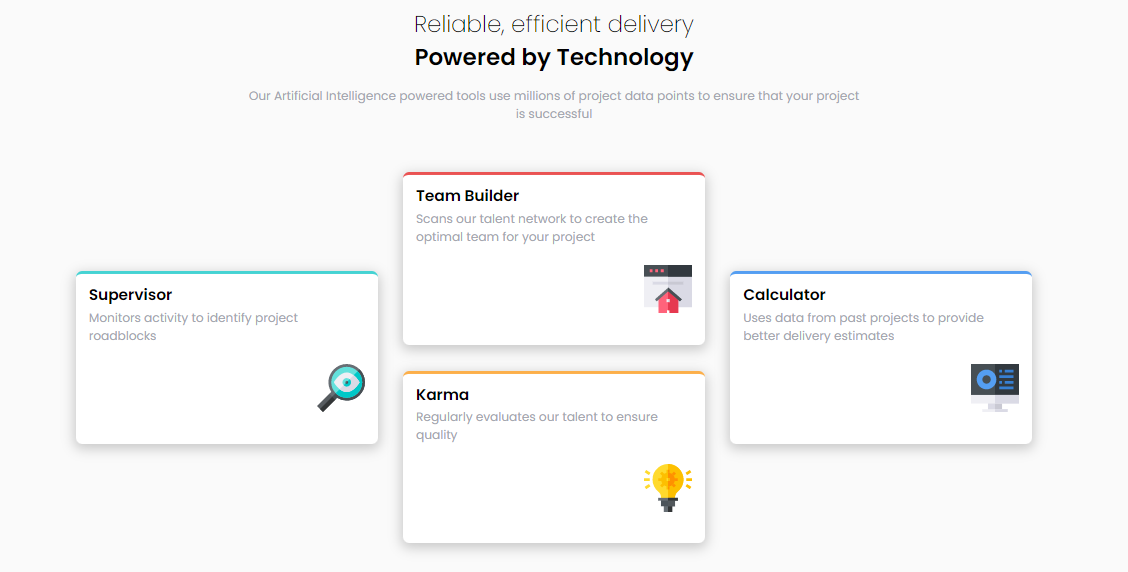 Reliable, efficient delivery
Powered by Technology
Our Artificial Intelligence powered tools use millions of project data points to ensure that your project
is successful
Team Builder
Scans our talent network to create the
optimal team for your project
Supervisor
Monitors activity to identify project
roadblocks
Calculator
Uses data from past projects to provide
better delivery estimates
Karma
Regularly evaluates our talent to ensure
quality